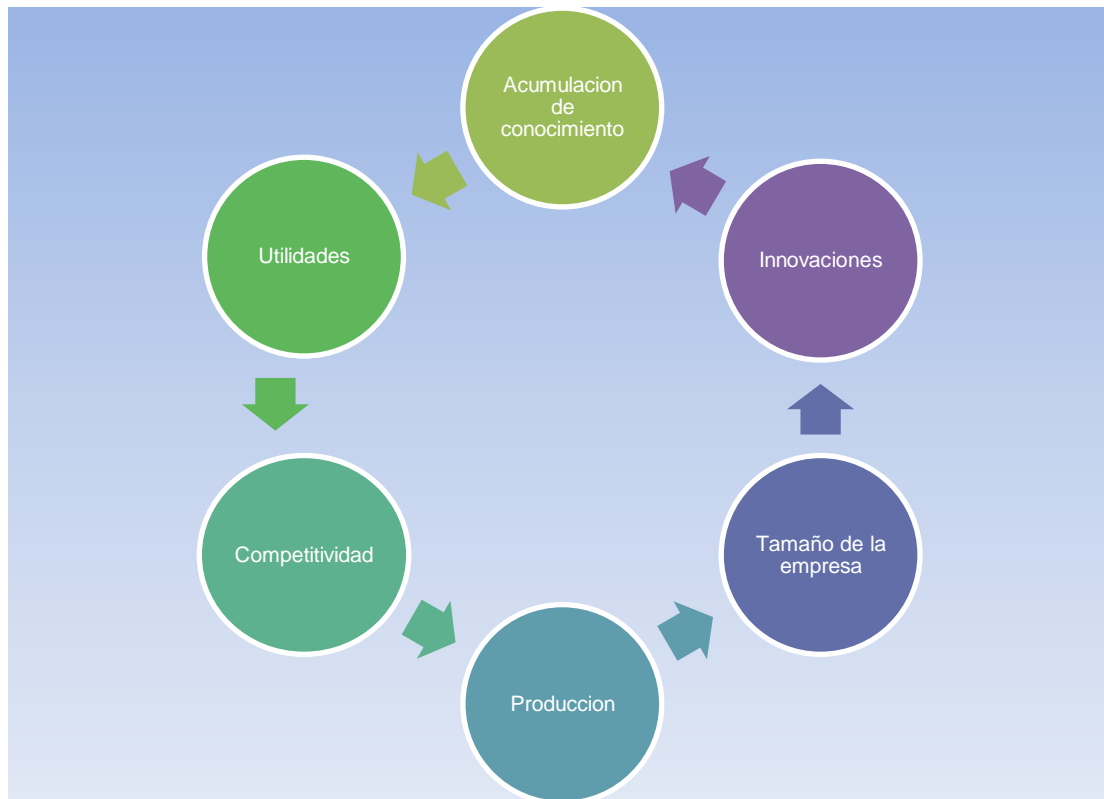 Acumulacion
de
conocimiento
Utilidades
Innovaciones
Competitividad
Tamaño de la
empresa
Produccion